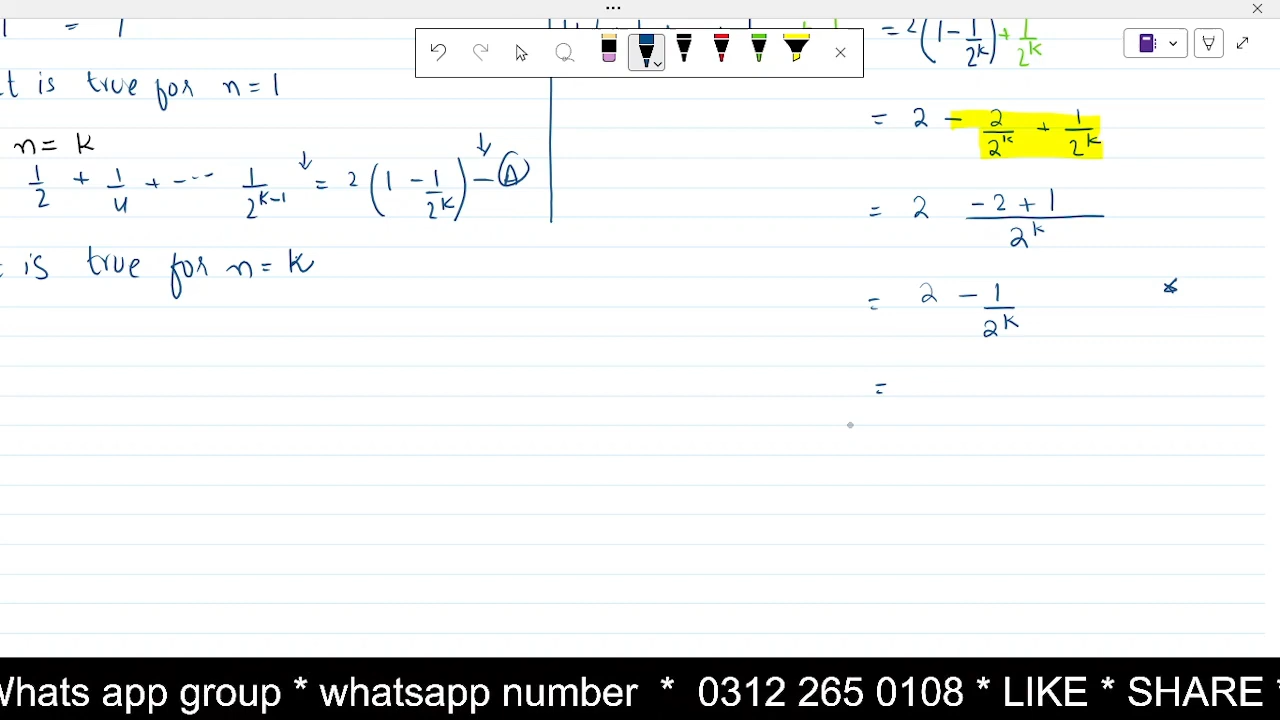 1 = 1
t is true for n=1
n= k
1/2 + 1/4 + --- 1/2^(k-1) = 2 (1 - 1/2^k) - A
is true for n= k
= 2(1 - 1/2^k) + 1/2^k
= 2 - 2/2^k + 1/2^k
= 2 (-2 + 1)/2^k
= 2 - 1/2^k
=
Whats app group * whatsapp number * 0312 265 0108 * LIKE * SHARE *